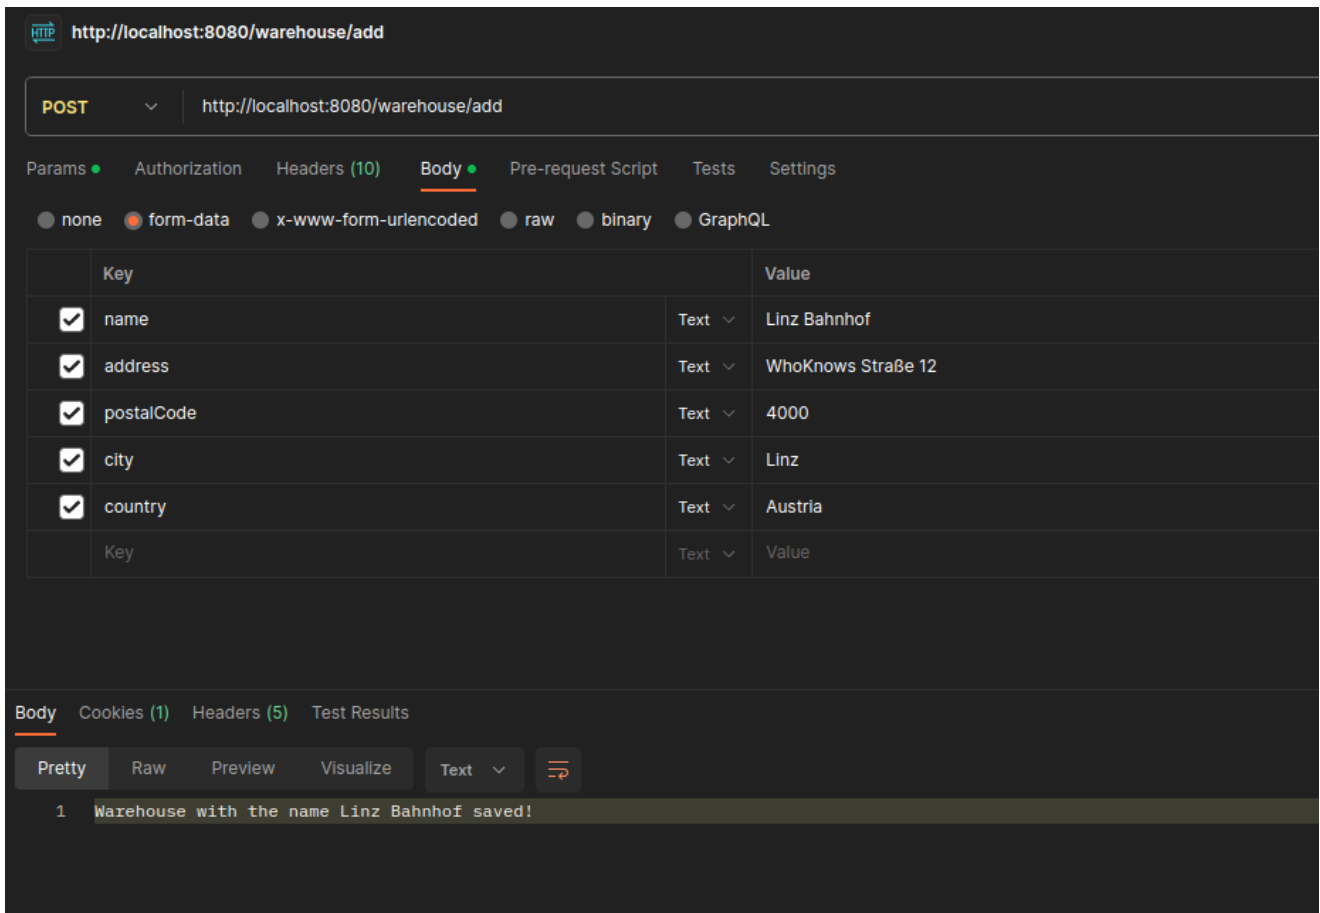 HTTP http://localhost:8080/warehouse/add
POST http://localhost:8080/warehouse/add
Params Authorization Headers (10) Body Pre-request Script Tests Settings
none form-data x-www-form-urlencoded raw binary GraphQL
Key Value
name Text Linz Bahnhof
address Text WhoKnows Straße 12
postalCode Text 4000
city Text Linz
country Text Austria
Key Text Value
Body Cookies (1) Headers (5) Test Results
Pretty Raw Preview Visualize Text
1 Warehouse with the name Linz Bahnhof saved!